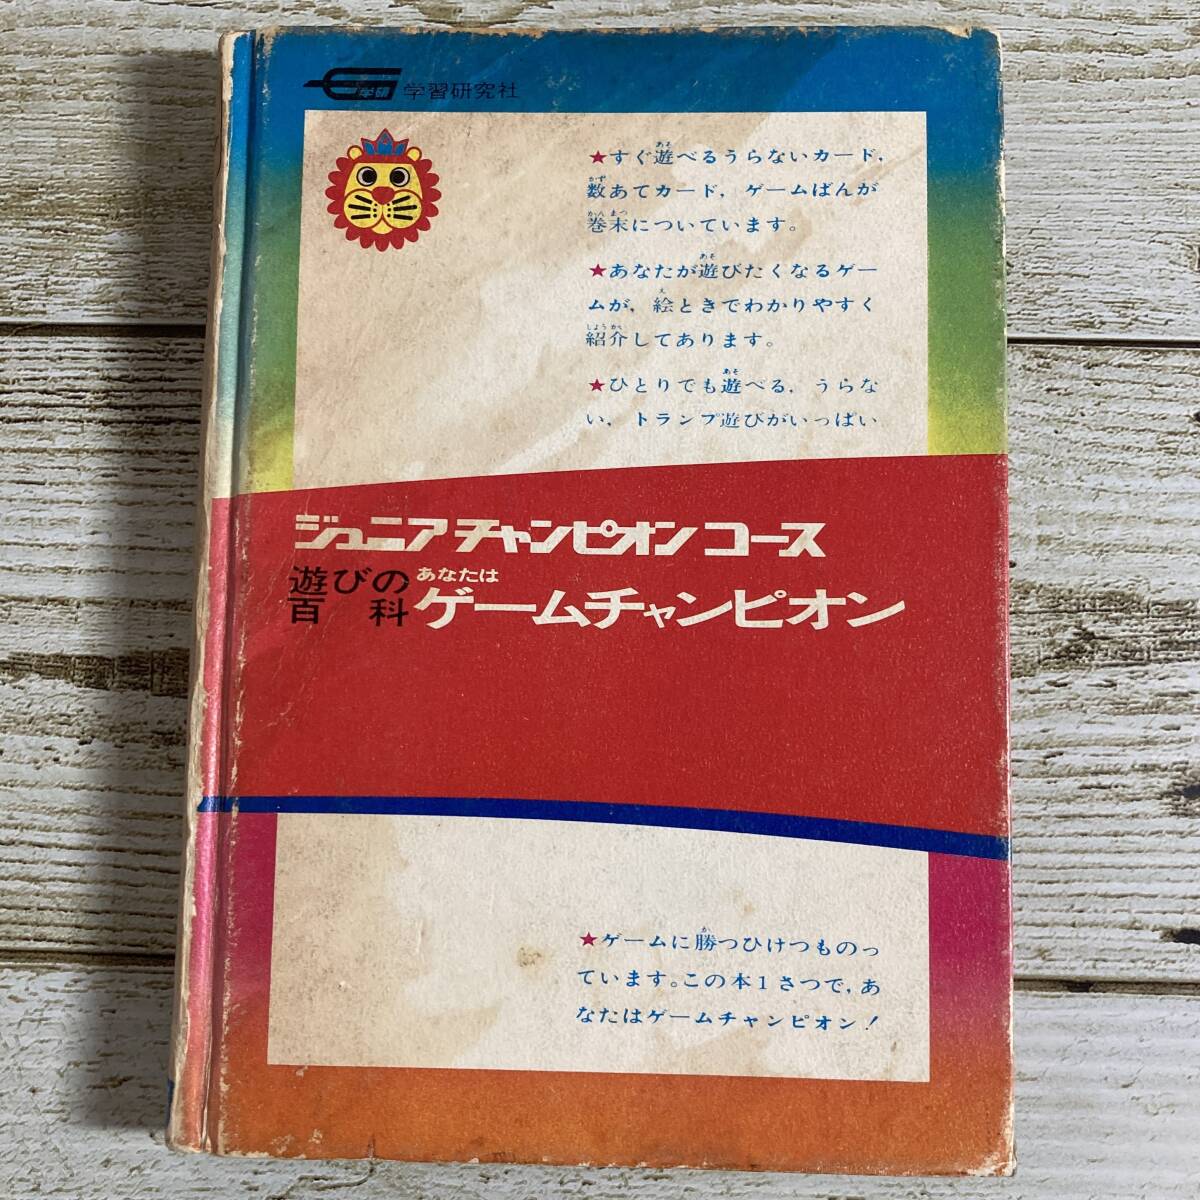 学研 学習研究社
★すぐ遊べるうらないカード,
数あてカード, ゲームばんが
巻末についています。
★あなたが遊びたくなるゲー
ムが, 絵ときでわかりやすく
紹介してあります。
★ひとりでも遊べる, うらな
い, トランプ遊びがいっぱい
ジュニアチャンピオンコース
遊びの百科
あなたは
ゲームチャンピオン
★ゲームに勝つひけつものっ
ています。この本1さつで, あ
なたはゲームチャンピオン!